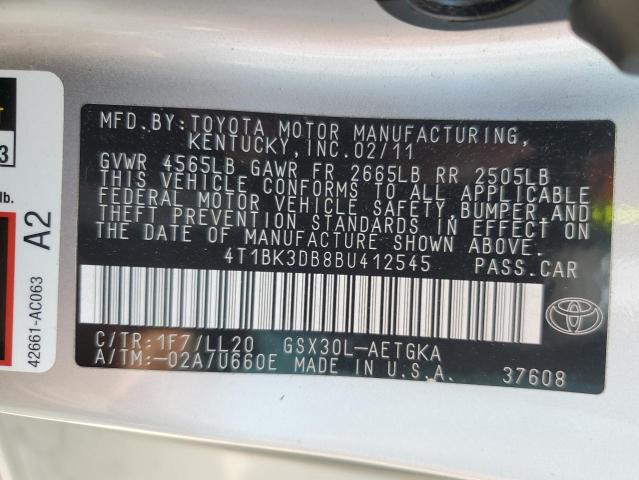 MFD.BY:TOYOTA MOTOR MANUFACTURING,
KENTUCKY, INC.02/11
GVWR 4565LB GAWR FR 2665LB RR 2505LB
THIS VEHICLE CONFORMS TO ALL APPLICABLE
FEDERAL MOTOR VEHICLE SAFETY, BUMPER, AND
THEFT PREVENTION STANDARDS IN EFFECT ON
THE DATE OF MANUFACTURE SHOWN ABOVE.
4T1BK3DB8BU412545 PASS.CAR
C/TR:1F7/LL20 GSX30L-AETGKA
A/TM:-02A/U660E MADE IN U.S.A. 37608
3
lb.
A2
42661-AC063